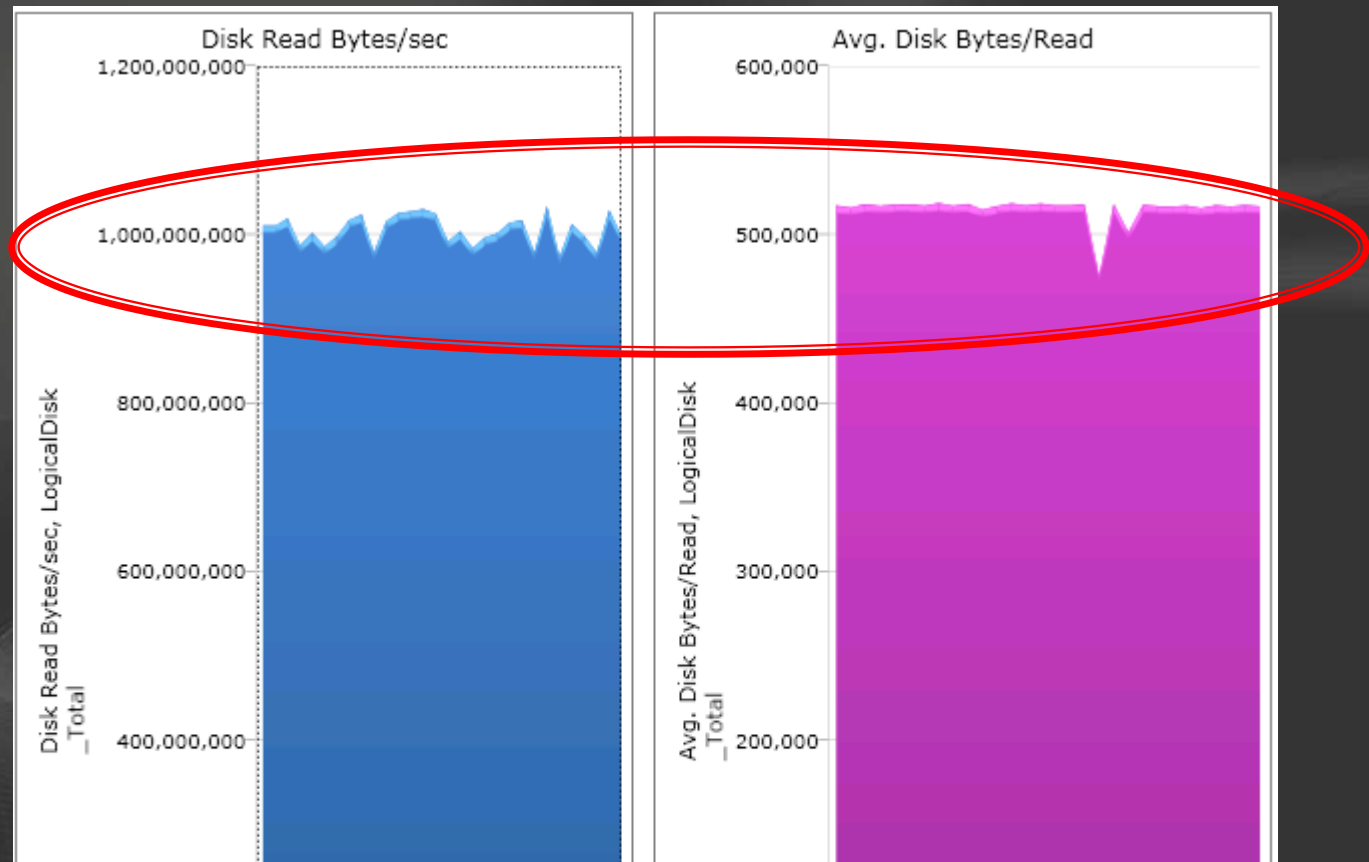 Disk Read Bytes/sec
1,200,000,000
1,000,000,000
800,000,000
600,000,000
400,000,000
Disk Read Bytes/sec, LogicalDisk
_Total
Avg. Disk Bytes/Read
600,000
500,000
400,000
300,000
200,000
Avg. Disk Bytes/Read, LogicalDisk
_Total